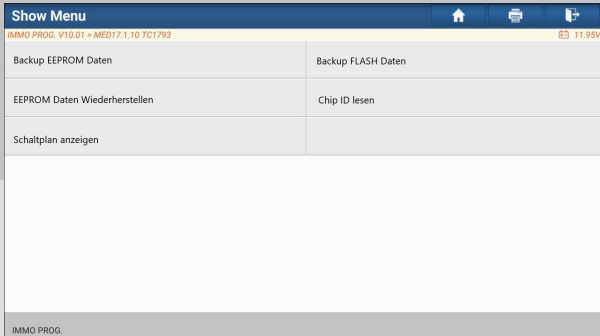 Show Menu
IMMO PROG. V10.01 > MED17.1.10 TC1793
11.95V
Backup EEPROM Daten
Backup FLASH Daten
EEPROM Daten Wiederherstellen
Chip ID lesen
Schaltplan anzeigen
IMMO PROG.